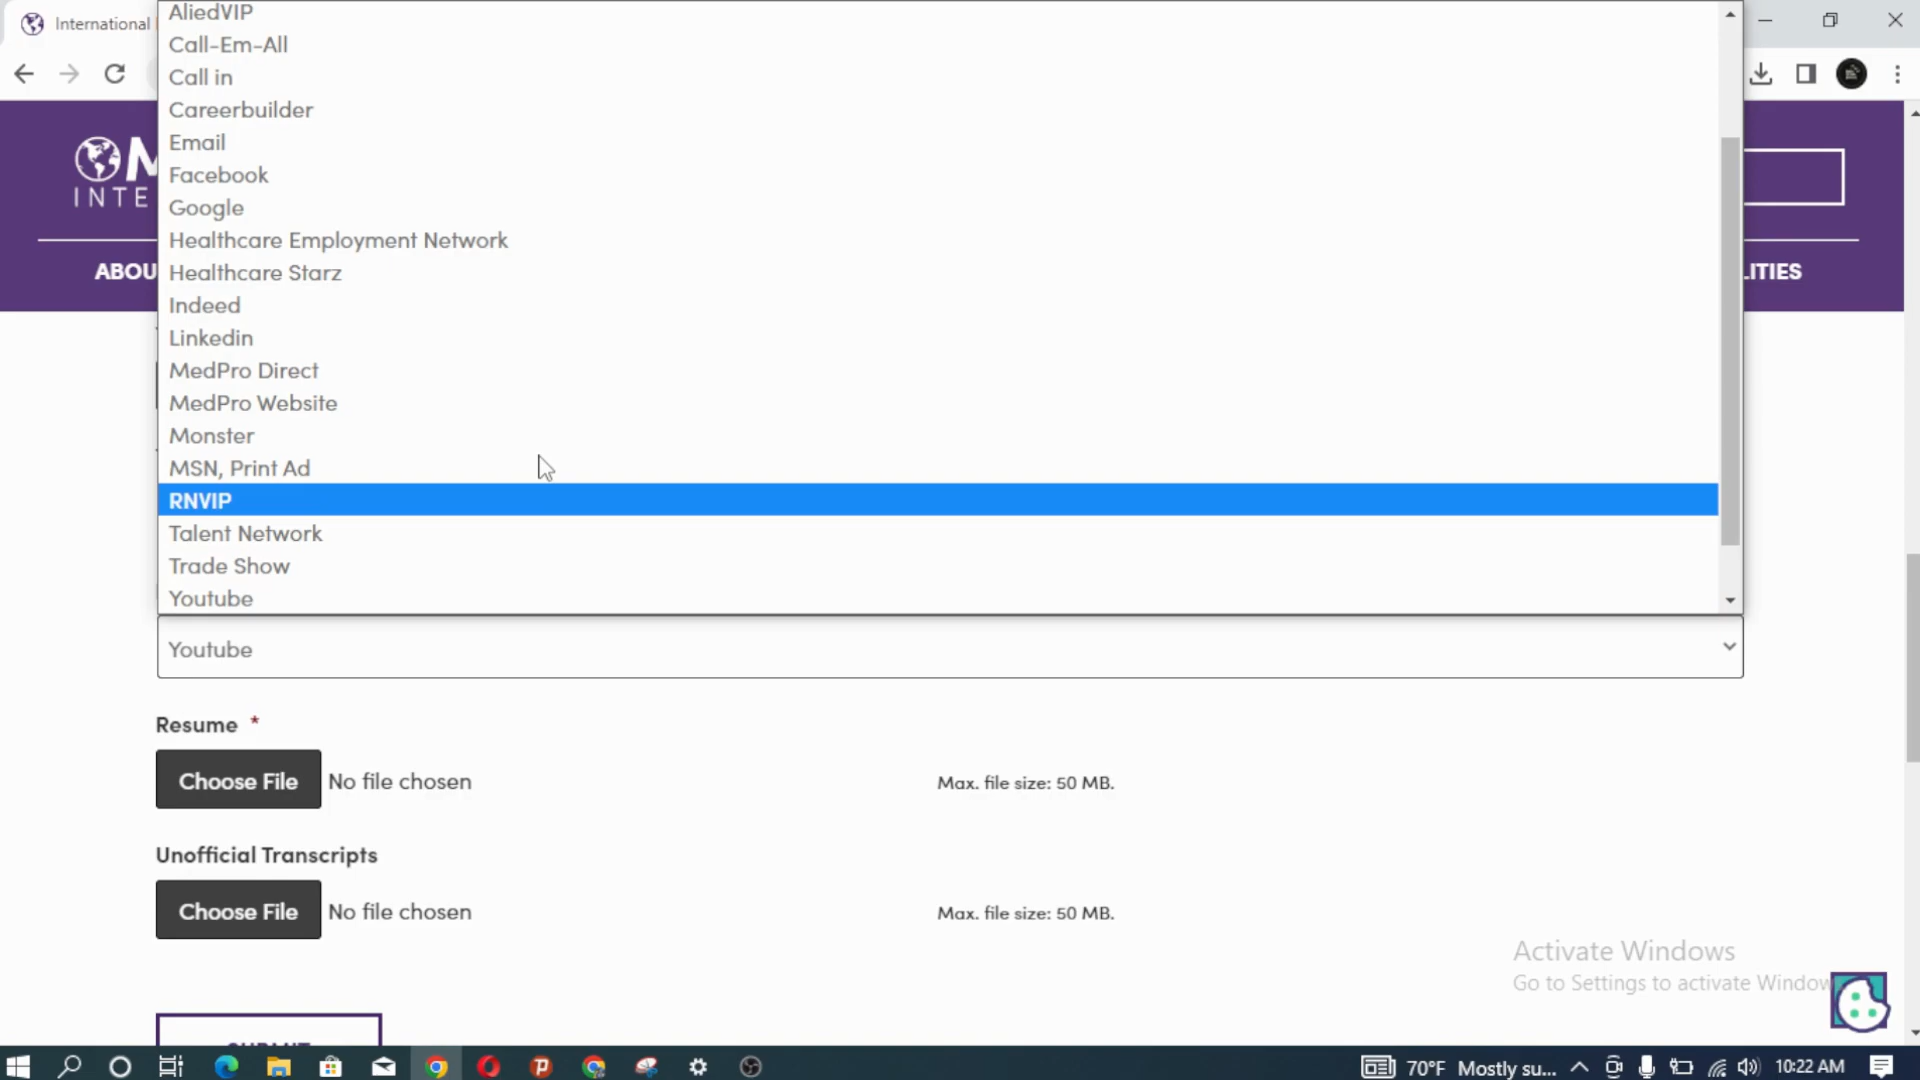 International
AliedVIP
Call-Em-All
Call in
Careerbuilder
Email
Facebook
Google
Healthcare Employment Network
Healthcare Starz
Indeed
Linkedin
MedPro Direct
MedPro Website
Monster
MSN, Print Ad
RNVIP
Talent Network
Trade Show
Youtube
M
INTE
ABOU
LITIES
Youtube
Resume *
Choose File No file chosen Max. file size: 50 MB.
Unofficial Transcripts
Choose File No file chosen Max. file size: 50 MB.
SUBMIT
Activate Windows
Go to Settings to activate Window
70°F Mostly su... 10:22 AM